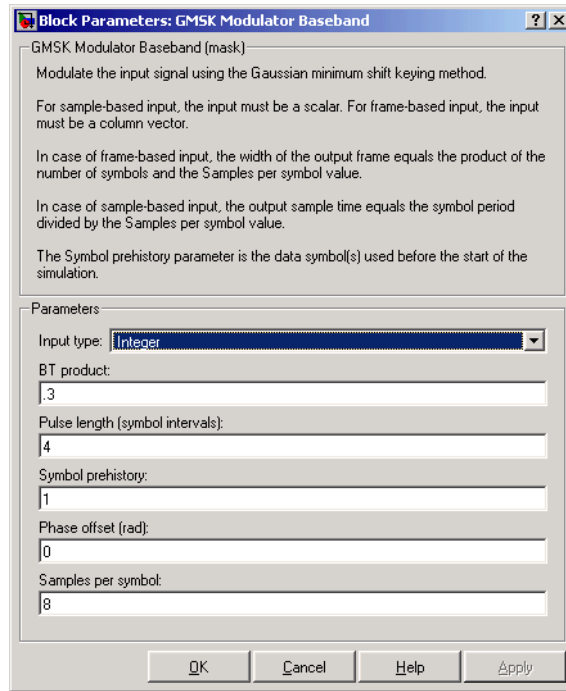 Block Parameters: GMSK Modulator Baseband
GMSK Modulator Baseband (mask)
Modulate the input signal using the Gaussian minimum shift keying method.
For sample-based input, the input must be a scalar. For frame-based input, the input
must be a column vector.
In case of frame-based input, the width of the output frame equals the product of the
number of symbols and the Samples per symbol value.
In case of sample-based input, the output sample time equals the symbol period
divided by the Samples per symbol value.
The Symbol prehistory parameter is the data symbol(s) used before the start of the
simulation.
Parameters
Input type: Integer
BT product:
.3
Pulse length (symbol intervals):
4
Symbol prehistory:
1
Phase offset (rad):
0
Samples per symbol:
8
OK Cancel Help Apply